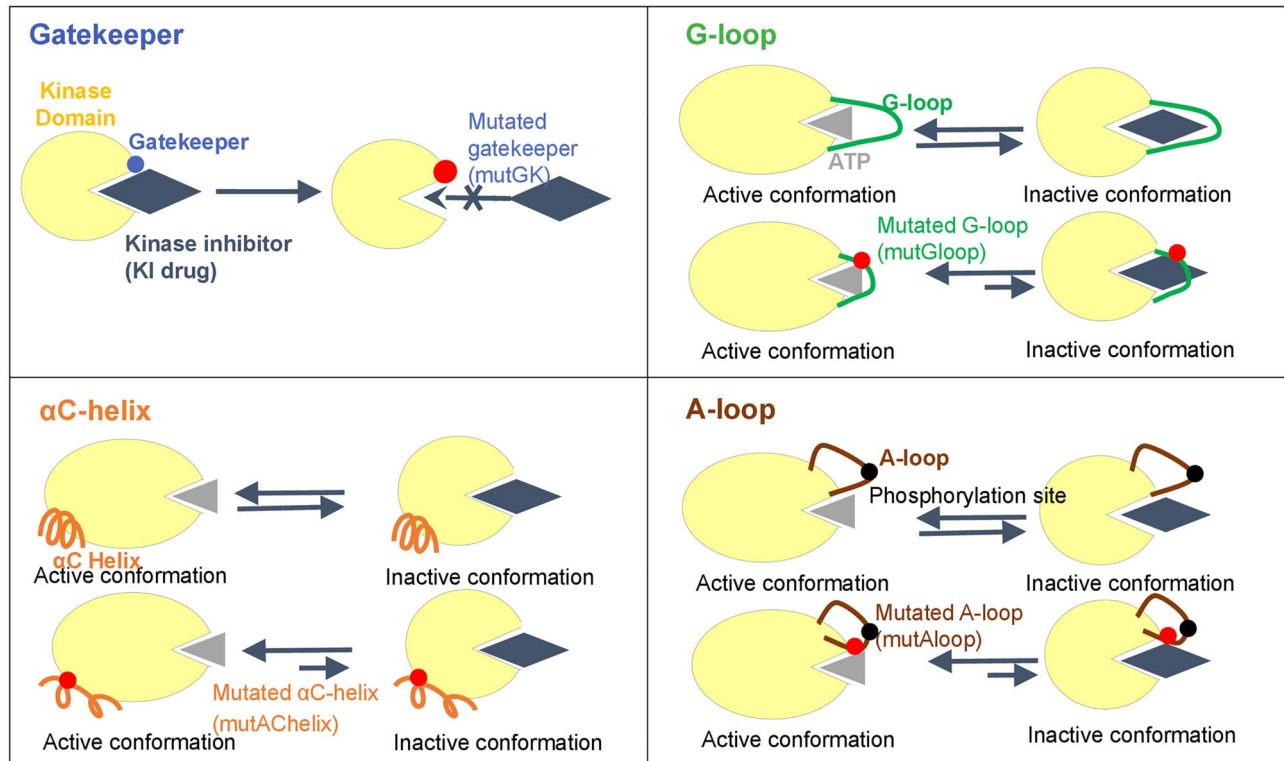 Gatekeeper
Kinase
Domain
Gatekeeper
Kinase inhibitor
(KI drug)
Mutated
gatekeeper
(mutGK)
G-loop
G-loop
ATP
Active conformation
Inactive conformation
Mutated G-loop
(mutGloop)
Active conformation
Inactive conformation
αC-helix
αC Helix
Active conformation
Inactive conformation
Mutated αC-helix
(mutAChelix)
Active conformation
Inactive conformation
A-loop
A-loop
Phosphorylation site
Active conformation
Inactive conformation
Mutated A-loop
(mutAloop)
Active conformation
Inactive conformation